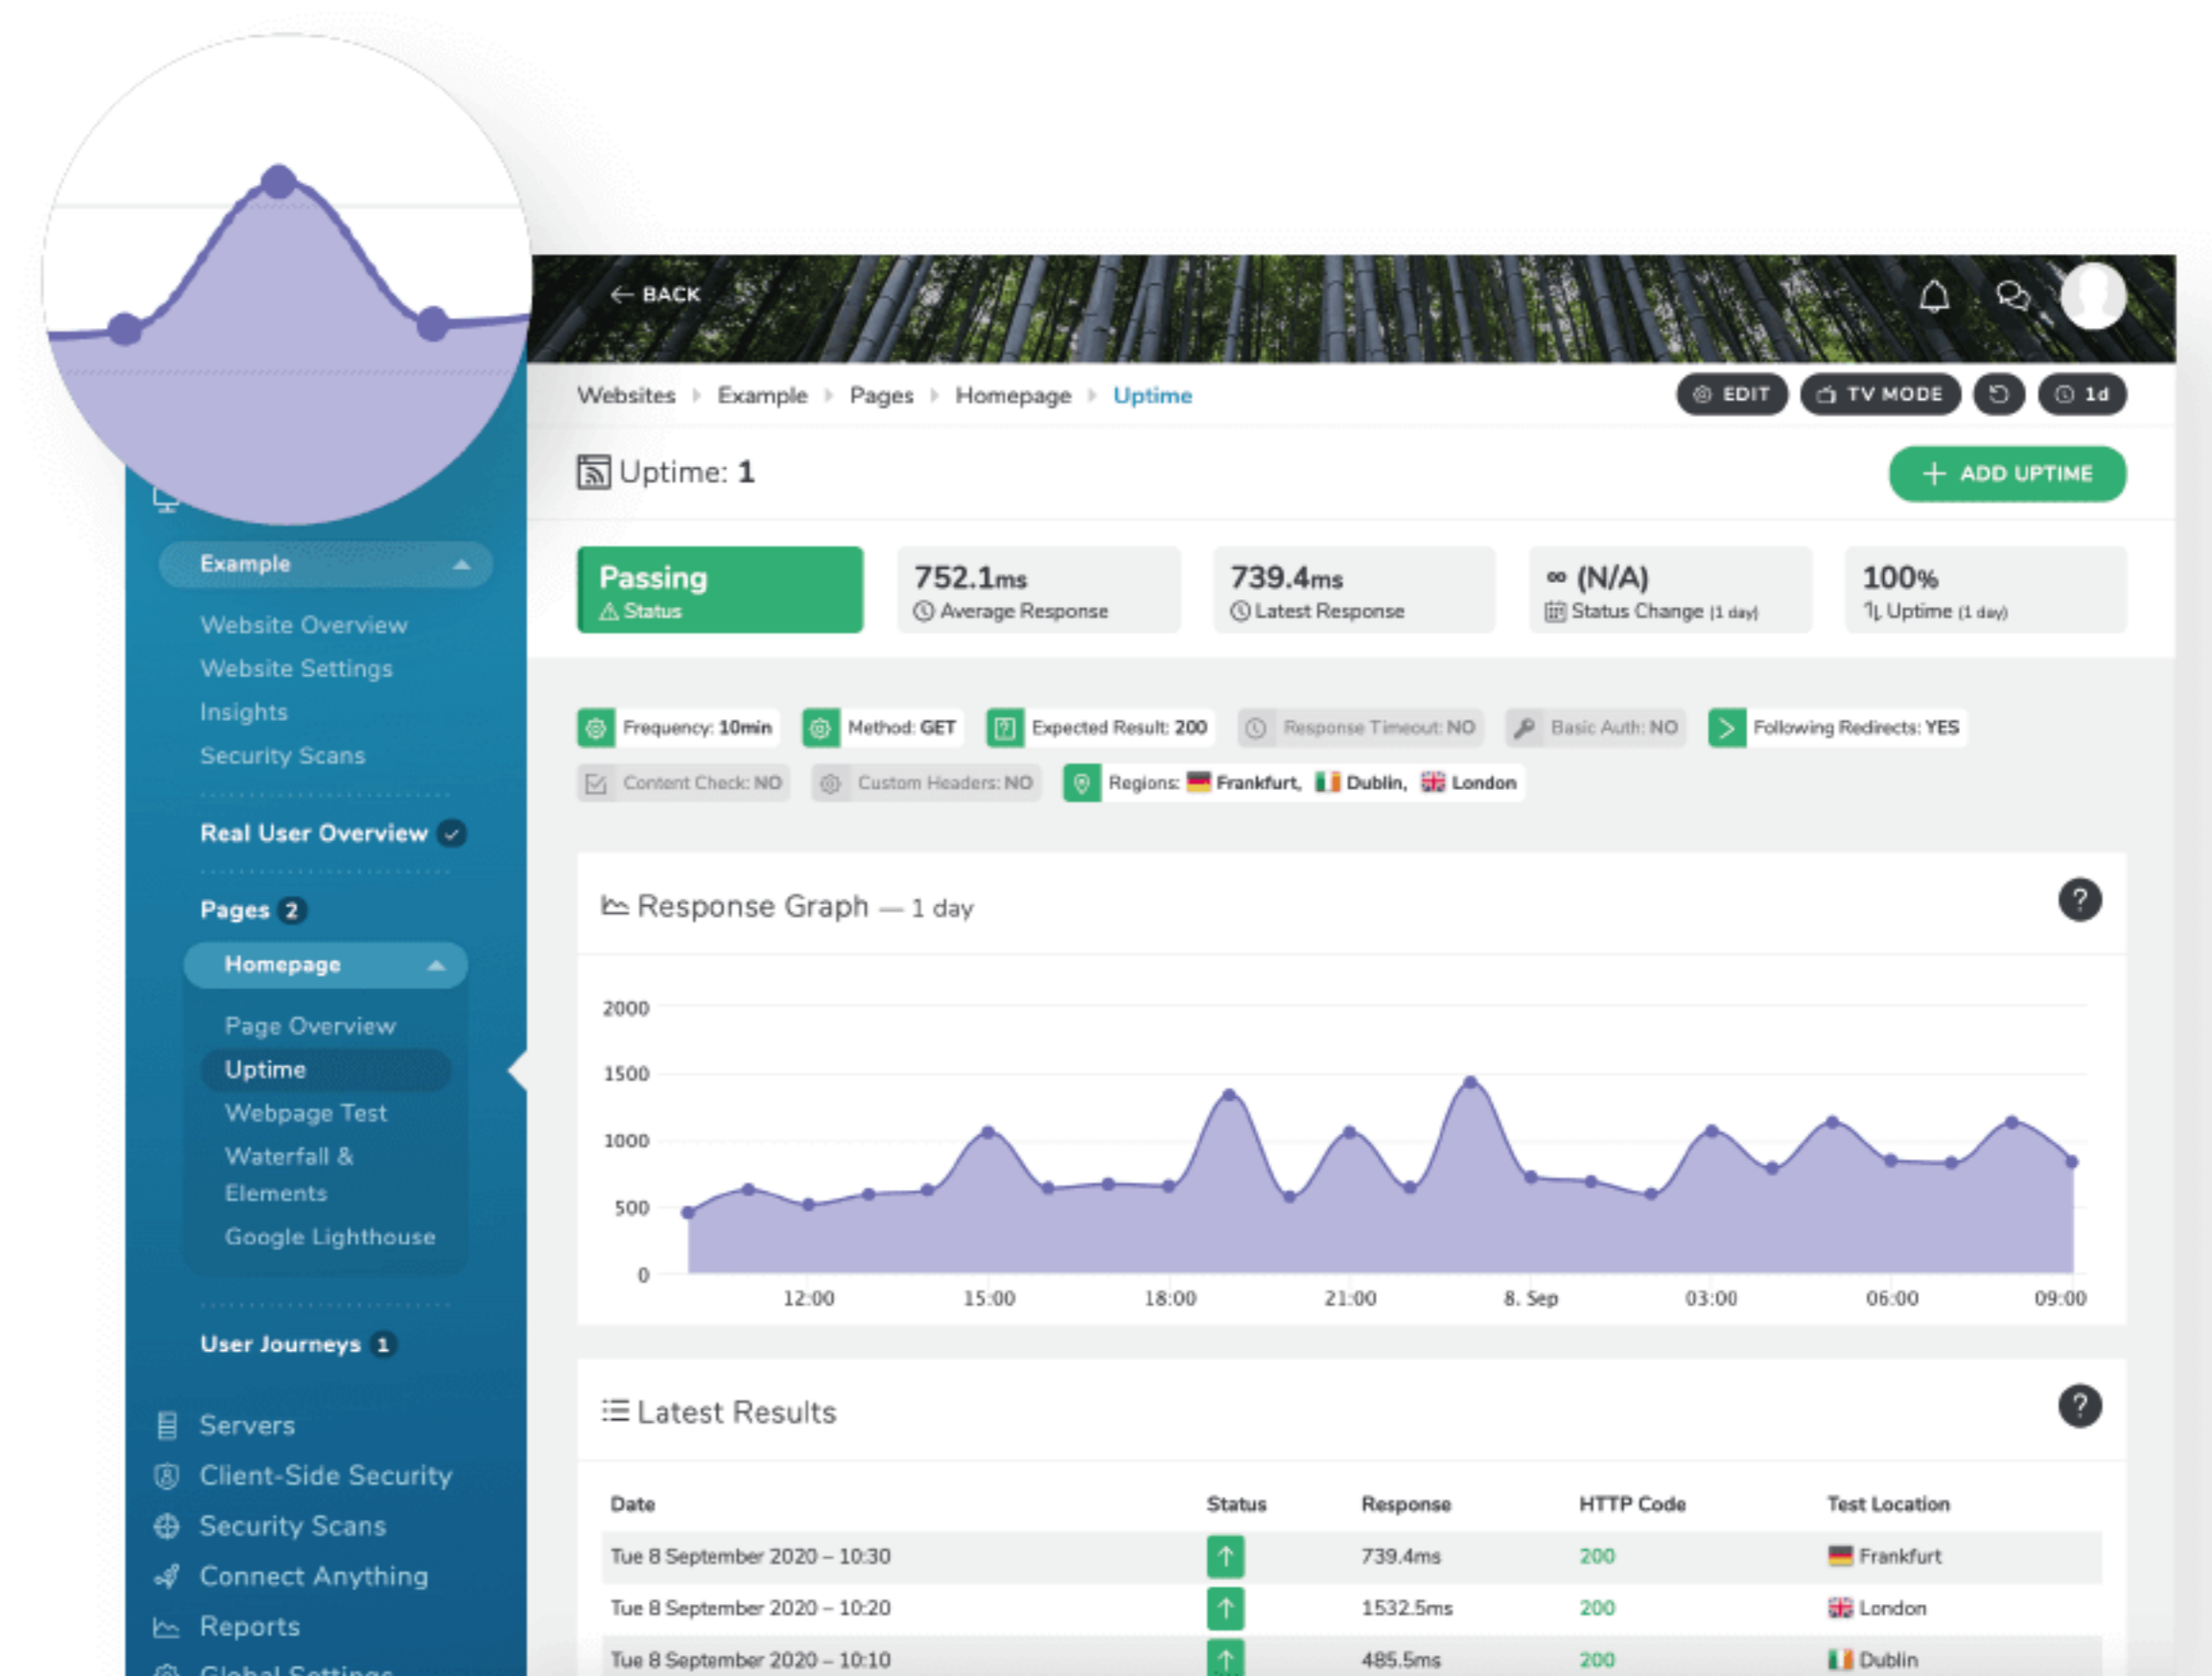 ← BACK
Websites Example Pages Homepage Uptime
EDIT TV MODE 1d
Uptime: 1
+ ADD UPTIME
Passing
Status
752.1ms
Average Response
739.4ms
Latest Response
∞ (N/A)
Status Change (1 day)
100%
Uptime (1 day)
Frequency: 10min Method: GET Expected Result: 200 Response Timeout: NO Basic Auth: NO Following Redirects: YES
Content Check: NO Custom Headers: NO Regions: Frankfurt, Dublin, London
Example
Website Overview
Website Settings
Insights
Security Scans
Real User Overview
Pages 2
Homepage
Page Overview
Uptime
Webpage Test
Waterfall &
Elements
Google Lighthouse
User Journeys 1
Servers
Client-Side Security
Security Scans
Connect Anything
Reports
Global Settings
Response Graph — 1 day
?
2000
1500
1000
500
0
12:00 15:00 18:00 21:00 8. Sep 03:00 06:00 09:00
Latest Results
?
Date Status Response HTTP Code Test Location
Tue 8 September 2020 – 10:30 739.4ms 200 Frankfurt
Tue 8 September 2020 – 10:20 1532.5ms 200 London
Tue 8 September 2020 – 10:10 485.5ms 200 Dublin